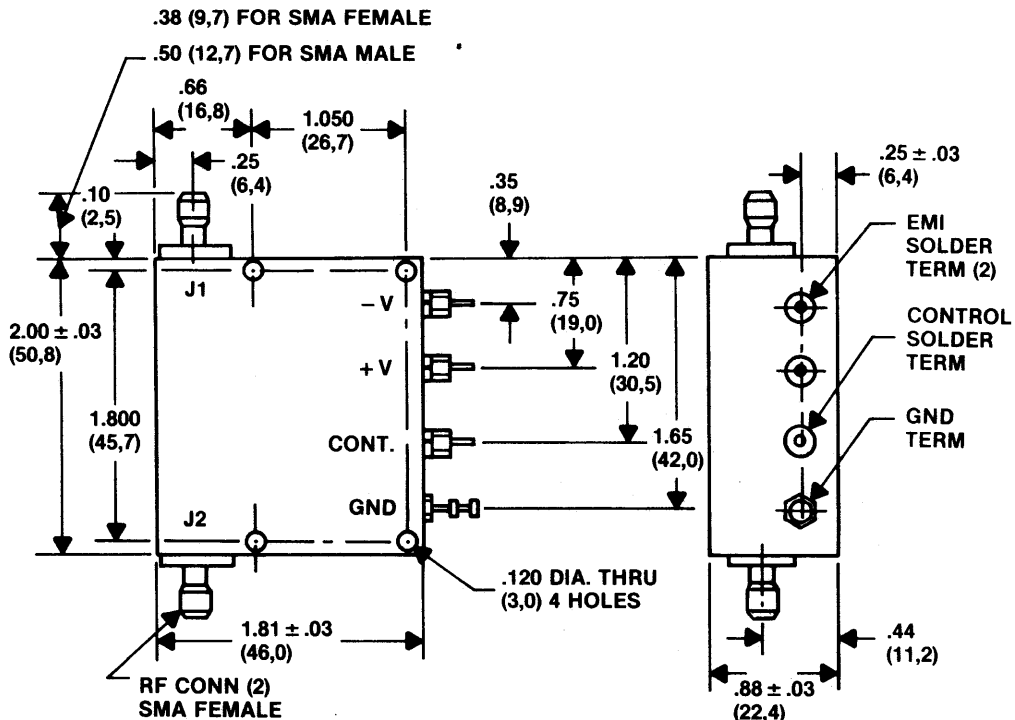 .38 (9,7) FOR SMA FEMALE
.50 (12,7) FOR SMA MALE
.66
(16,8)
1.050
(26,7)
.25
(6,4)
.10
(2,5)
.35
(8,9)
.25 ± .03
(6,4)
EMI
SOLDER
TERM (2)
J1
– V
.75
(19,0)
2.00 ± .03
(50,8)
CONTROL
SOLDER
TERM
+ V
1.20
(30,5)
1.800
(45,7)
CONT.
1.65
(42,0)
GND
TERM
GND
J2
.120 DIA. THRU
(3,0) 4 HOLES
1.81 ± .03
(46,0)
.44
(11,2)
RF CONN (2)
SMA FEMALE
.88 ± .03
(22,4)